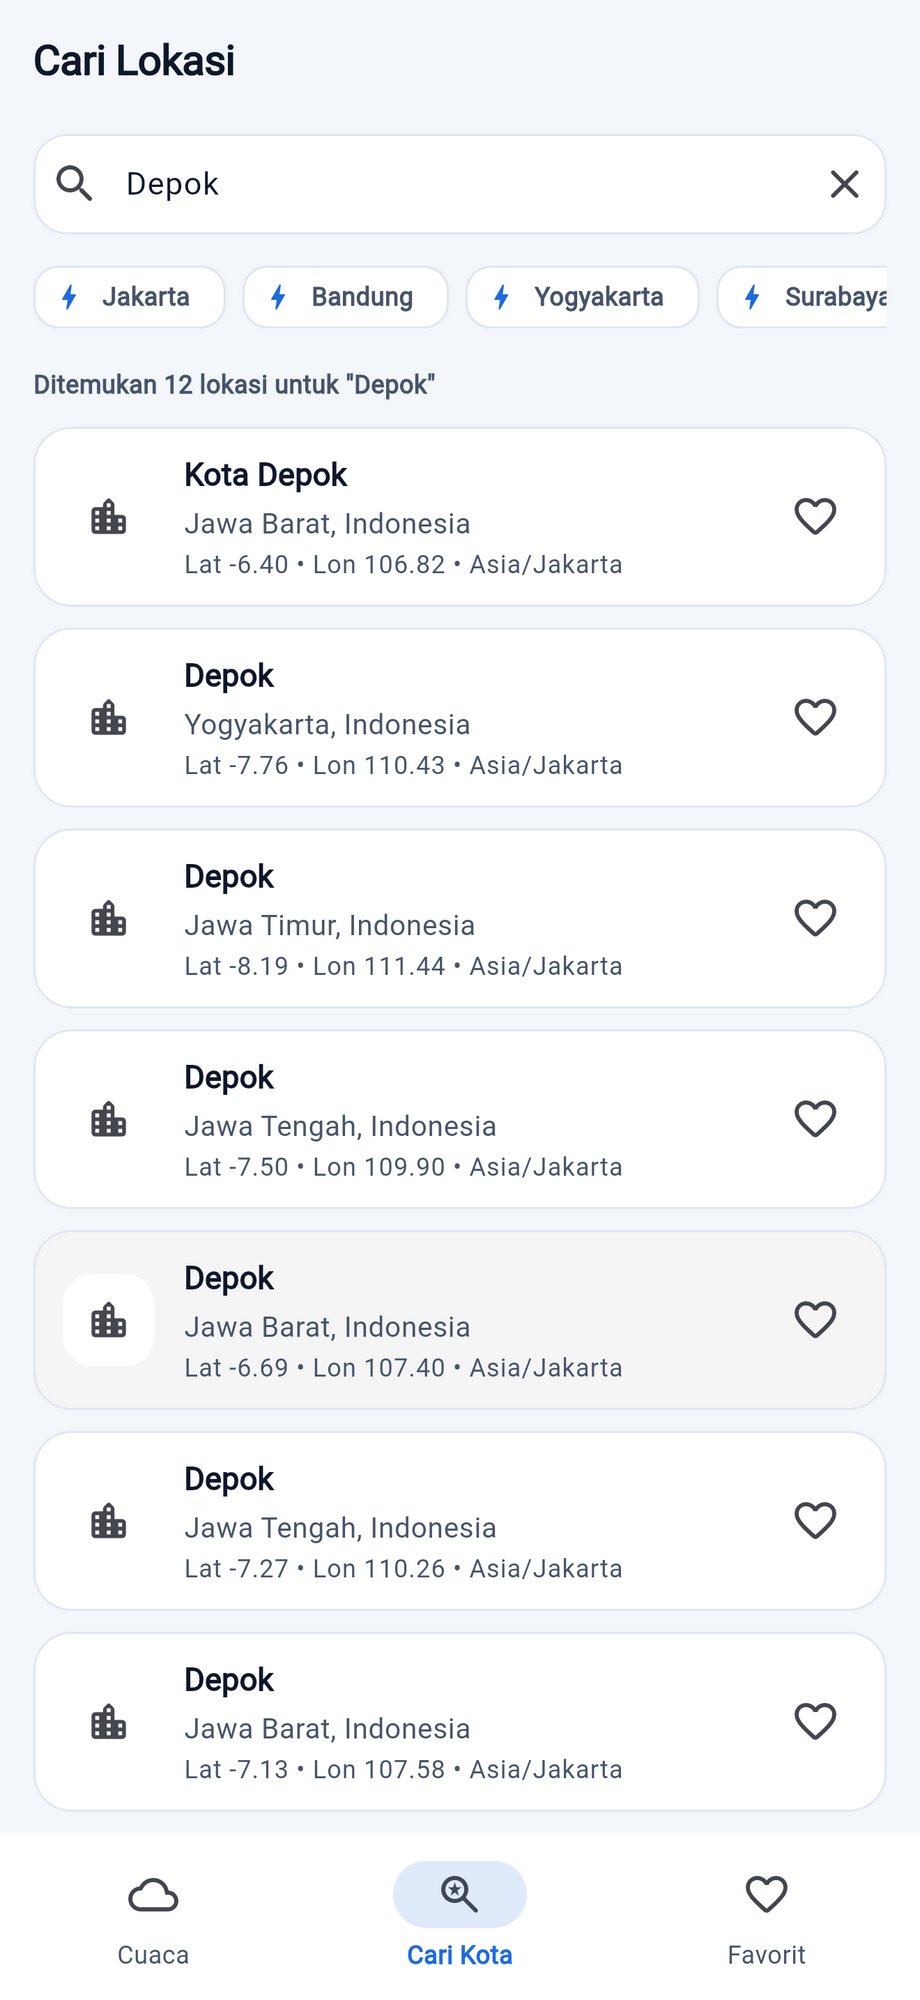 Cari Lokasi
Depok
Jakarta
Bandung
Yogyakarta
Surabaya
Ditemukan 12 lokasi untuk "Depok"
Kota Depok
Jawa Barat, Indonesia
Lat -6.40 • Lon 106.82 • Asia/Jakarta
Depok
Yogyakarta, Indonesia
Lat -7.76 • Lon 110.43 • Asia/Jakarta
Depok
Jawa Timur, Indonesia
Lat -8.19 • Lon 111.44 • Asia/Jakarta
Depok
Jawa Tengah, Indonesia
Lat -7.50 • Lon 109.90 • Asia/Jakarta
Depok
Jawa Barat, Indonesia
Lat -6.69 • Lon 107.40 • Asia/Jakarta
Depok
Jawa Tengah, Indonesia
Lat -7.27 • Lon 110.26 • Asia/Jakarta
Depok
Jawa Barat, Indonesia
Lat -7.13 • Lon 107.58 • Asia/Jakarta
Cuaca
Cari Kota
Favorit